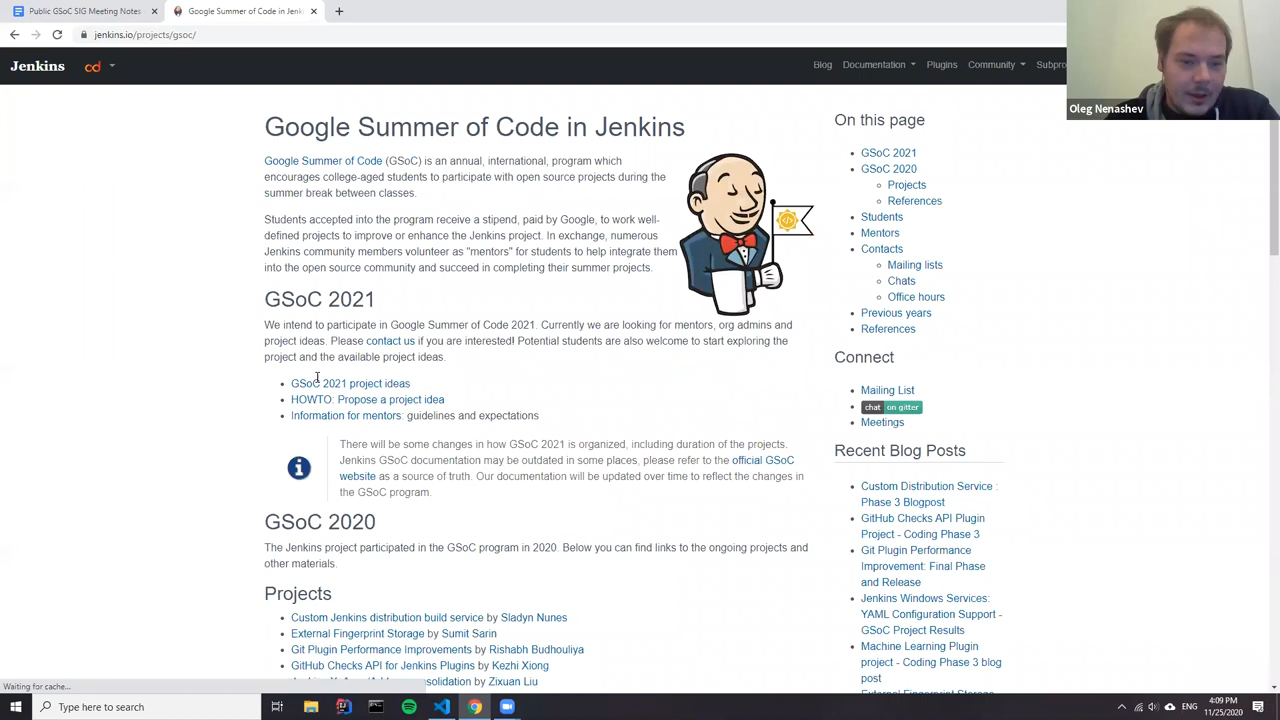 Public GSoC SIG Meeting Notes
Google Summer of Code in Jenk
jenkins.io/projects/gsoc/
Jenkins
cd
Blog
Documentation
Plugins
Community
Subpro
Oleg Nenashev
Google Summer of Code in Jenkins
Google Summer of Code (GSoC) is an annual, international, program which
encourages college-aged students to participate with open source projects during the
summer break between classes.
Students accepted into the program receive a stipend, paid by Google, to work well-
defined projects to improve or enhance the Jenkins project. In exchange, numerous
Jenkins community members volunteer as "mentors" for students to help integrate them
into the open source community and succeed in completing their summer projects.
GSoC 2021
We intend to participate in Google Summer of Code 2021. Currently we are looking for mentors, org admins and
project ideas. Please contact us if you are interested! Potential students are also welcome to start exploring the
project and the available project ideas.
GSoC 2021 project ideas
HOWTO: Propose a project idea
Information for mentors: guidelines and expectations
There will be some changes in how GSoC 2021 is organized, including duration of the projects.
Jenkins GSoC documentation may be outdated in some places, please refer to the official GSoC
website as a source of truth. Our documentation will be updated over time to reflect the changes in
the GSoC program.
GSoC 2020
The Jenkins project participated in the GSoC program in 2020. Below you can find links to the ongoing projects and
other materials.
Projects
Custom Jenkins distribution build service by Sladyn Nunes
External Fingerprint Storage by Sumit Sarin
Git Plugin Performance Improvements by Rishabh Budhouliya
GitHub Checks API for Jenkins Plugins by Kezhi Xiong
solidation by Zixuan Liu
On this page
GSoC 2021
GSoC 2020
Projects
References
Students
Mentors
Contacts
Mailing lists
Chats
Office hours
Previous years
References
Connect
Mailing List
chat on gitter
Meetings
Recent Blog Posts
Custom Distribution Service :
Phase 3 Blogpost
GitHub Checks API Plugin
Project - Coding Phase 3
Git Plugin Performance
Improvement: Final Phase
and Release
Jenkins Windows Services:
YAML Configuration Support -
GSoC Project Results
Machine Learning Plugin
project - Coding Phase 3 blog
post
External Fingerprint Storage
Waiting for cache...
Type here to search
4:09 PM
11/25/2020